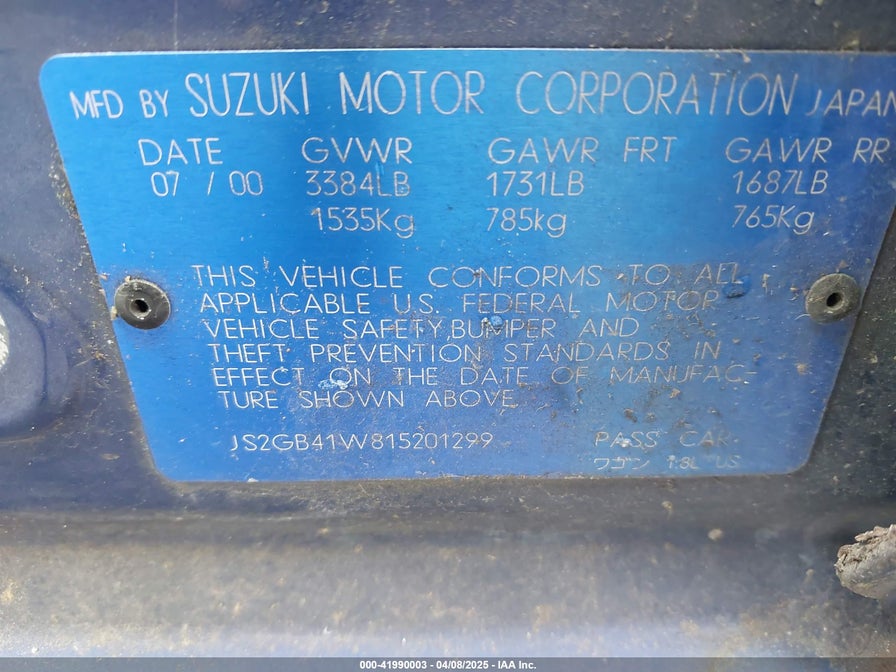 MFD BY SUZUKI MOTOR CORPORATION JAPAN
DATE GVWR GAWR FRT GAWR RR
07 / 00 3384LB 1731LB 1687LB
1535Kg 785kg 765Kg
THIS VEHICLE CONFORMS TO ALL
APPLICABLE U.S. FEDERAL MOTOR
VEHICLE SAFETY,BUMPER AND
THEFT PREVENTION STANDARDS IN
EFFECT ON THE DATE OF MANUFAC-
TURE SHOWN ABOVE
JS2GB41W815201299 PASS CAR
ワゴン 1.8L US
000-41990003 - 04/08/2025 - IAA Inc.